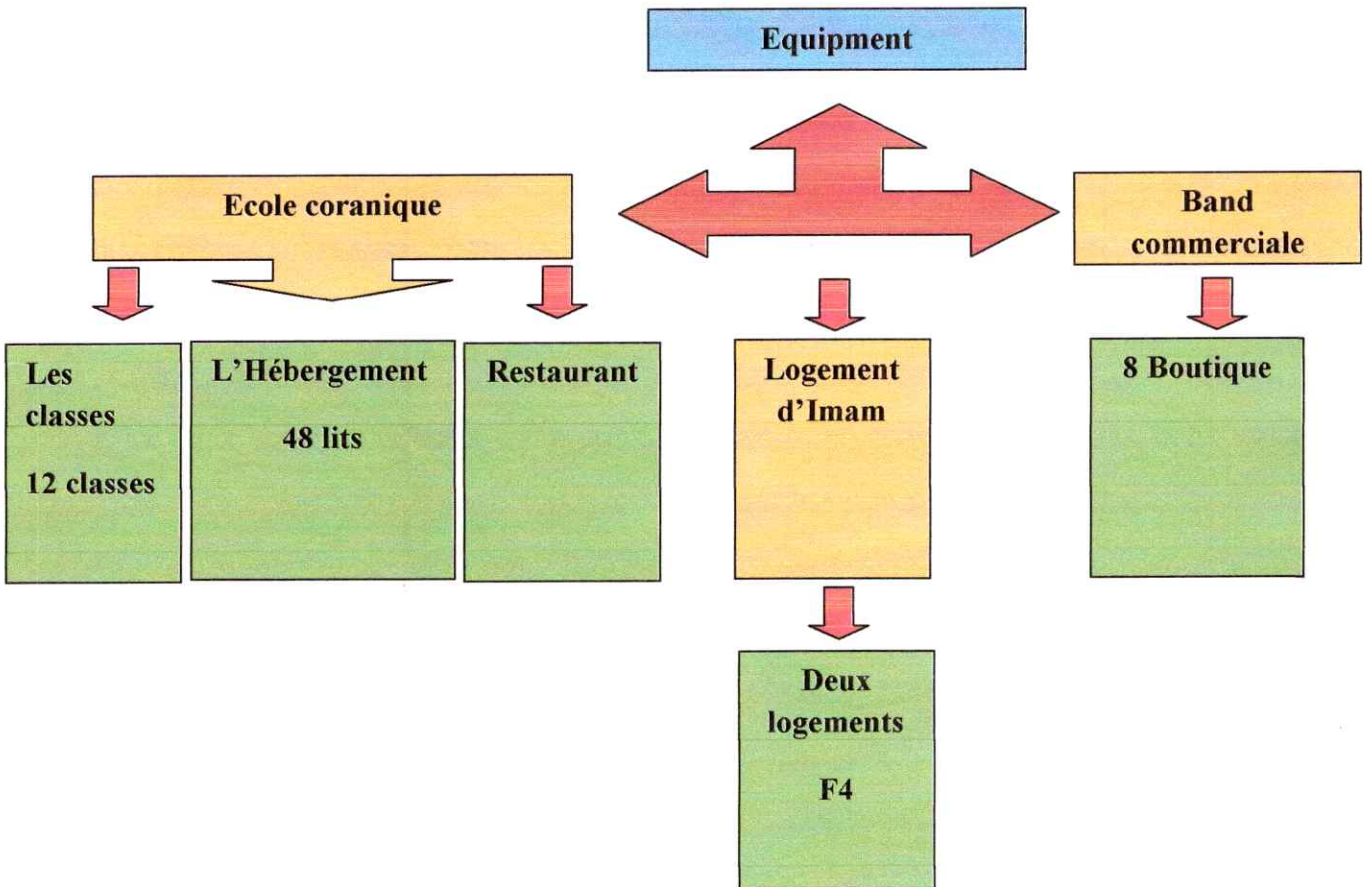 Equipment
Ecole coranique
Band
commerciale
Les
classes
12 classes
L’Hébergement
48 lits
Restaurant
Logement
d’Imam
8 Boutique
Deux
logements
F4